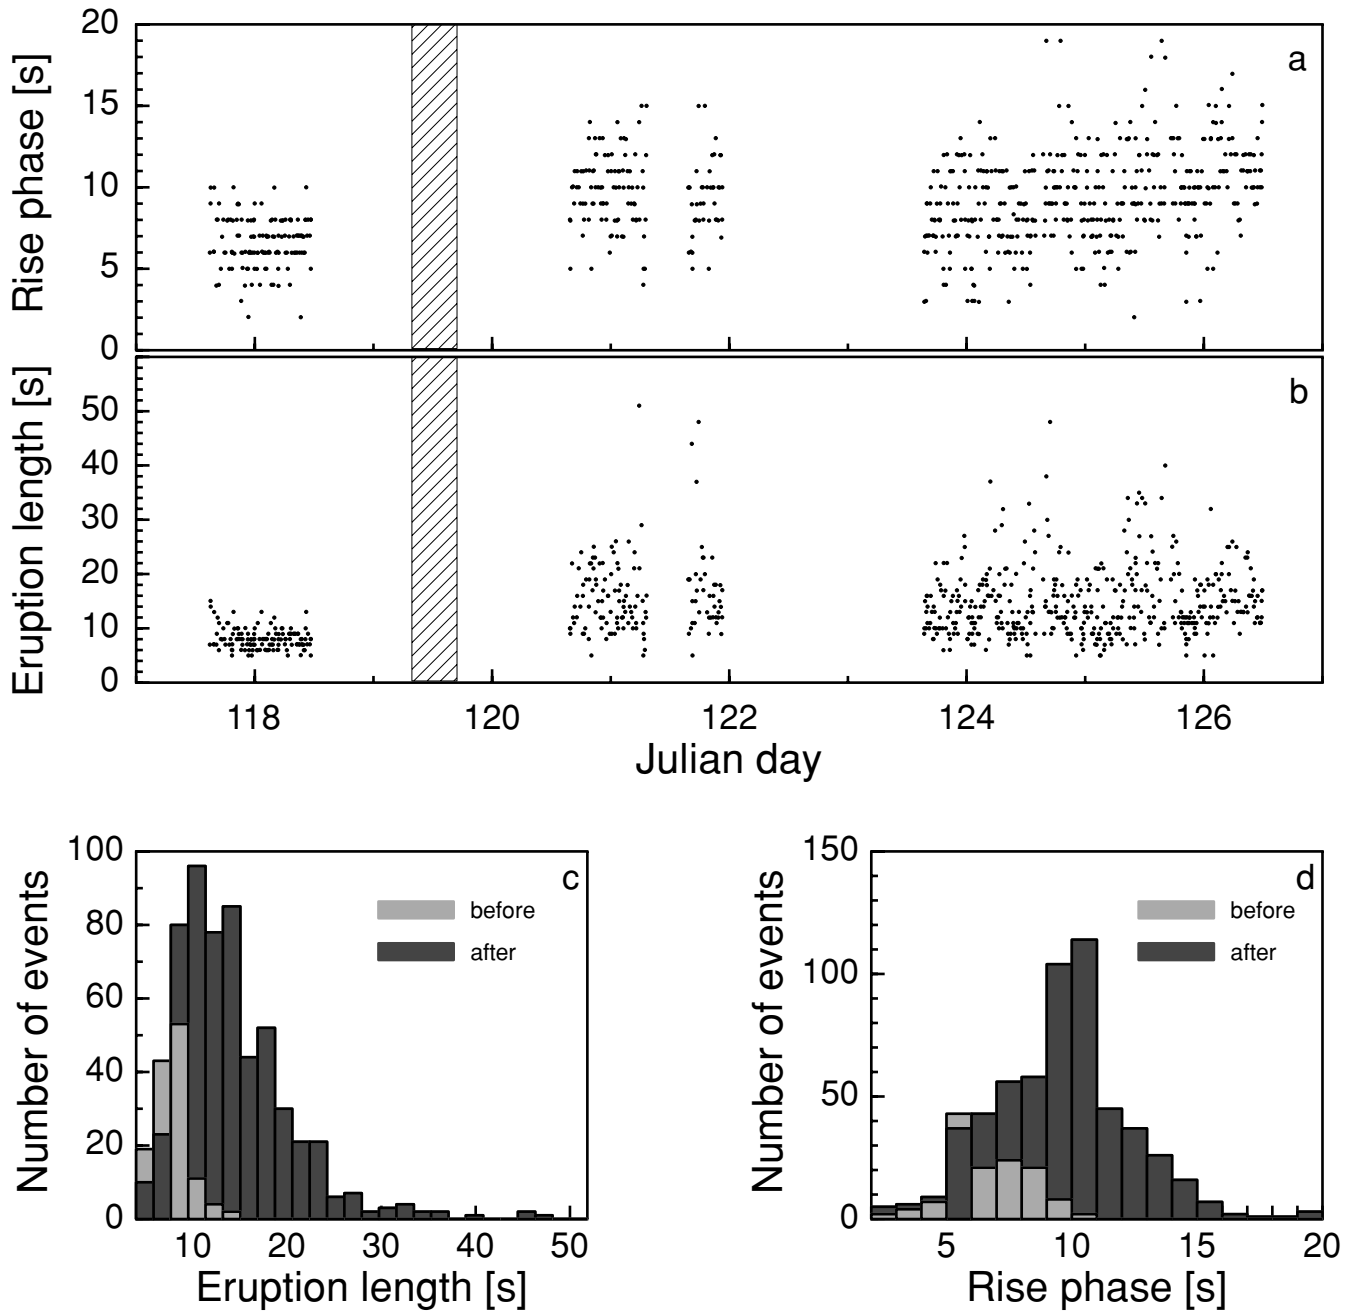 20
15
10
5
0
Rise phase [s]
a
50
40
30
20
10
0
Eruption length [s]
b
118 120 122 124 126
Julian day
100
80
60
40
20
0
Number of events
c
before
after
10 20 30 40 50
Eruption length [s]
150
100
50
0
Number of events
d
before
after
5 10 15 20
Rise phase [s]